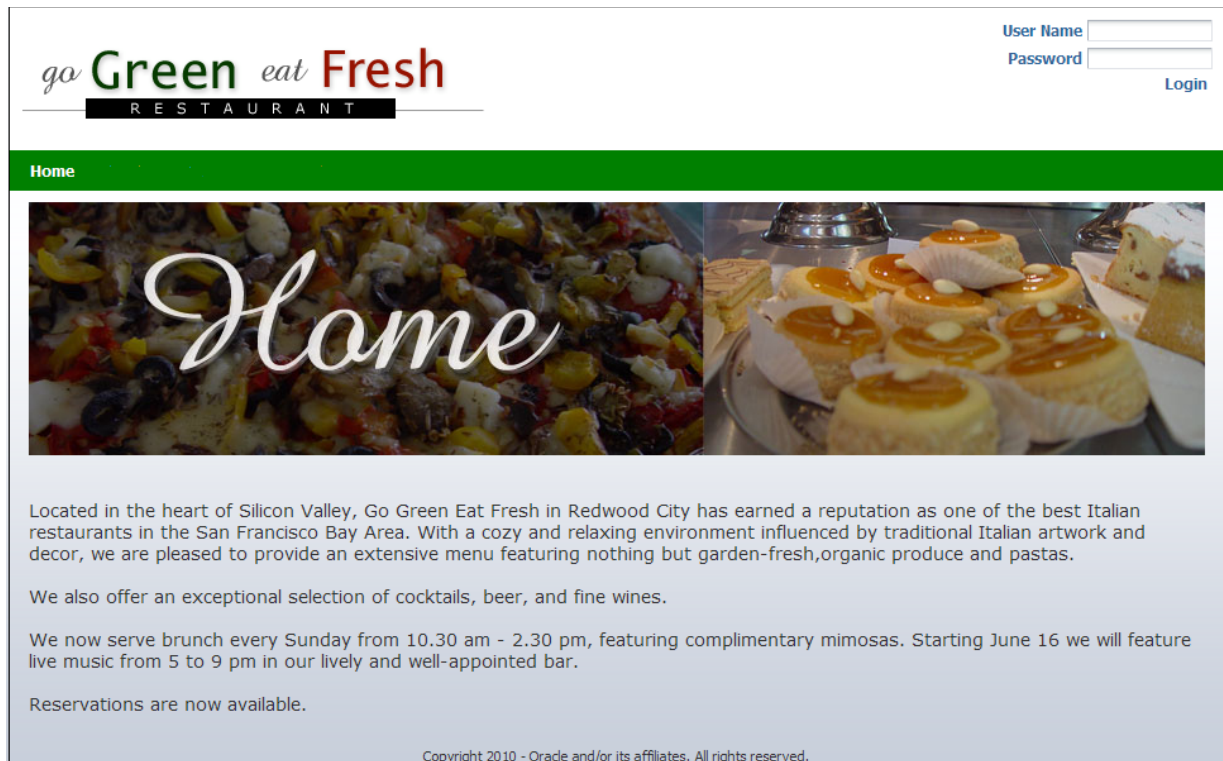 User Name
Password
Login
go Green eat Fresh
RESTAURANT
Home
Home
Located in the heart of Silicon Valley, Go Green Eat Fresh in Redwood City has earned a reputation as one of the best Italian
restaurants in the San Francisco Bay Area. With a cozy and relaxing environment influenced by traditional Italian artwork and
decor, we are pleased to provide an extensive menu featuring nothing but garden-fresh,organic produce and pastas.
We also offer an exceptional selection of cocktails, beer, and fine wines.
We now serve brunch every Sunday from 10.30 am - 2.30 pm, featuring complimentary mimosas. Starting June 16 we will feature
live music from 5 to 9 pm in our lively and well-appointed bar.
Reservations are now available.
Copyright 2010 - Oracle and/or its affiliates. All rights reserved.